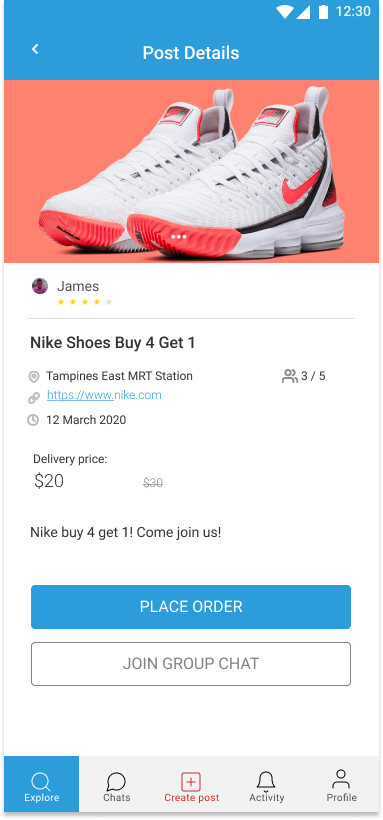 12:30
Post Details
James
Nike Shoes Buy 4 Get 1
Tampines East MRT Station
3 / 5
https://www.nike.com
12 March 2020
Delivery price:
$20
$30
Nike buy 4 get 1! Come join us!
PLACE ORDER
JOIN GROUP CHAT
Explore
Chats
Create post
Activity
Profile